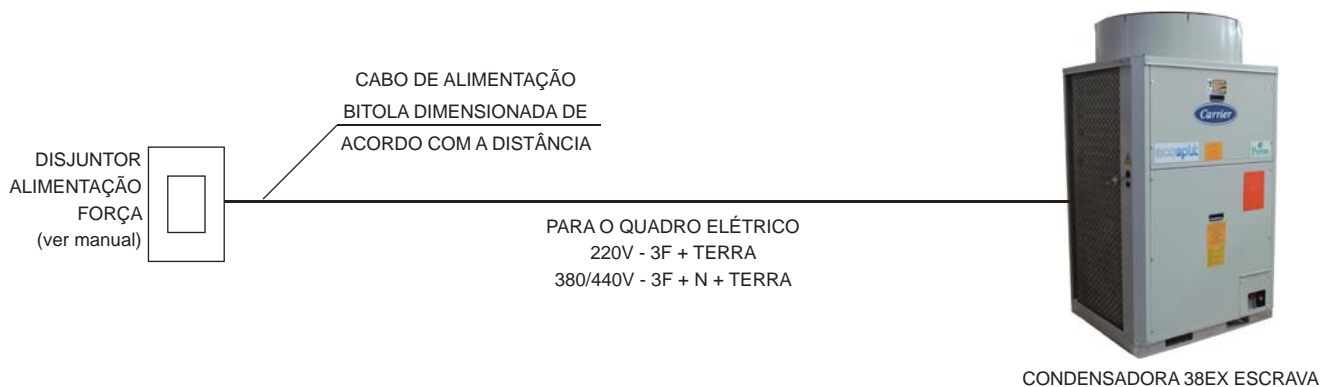 CABO DE ALIMENTAÇÃO
BITOLA DIMENSIONADA DE
ACORDO COM A DISTÂNCIA
DISJUNTOR
ALIMENTAÇÃO
FORÇA
(ver manual)
PARA O QUADRO ELÉTRICO
220V - 3F + TERRA
380/440V - 3F + N + TERRA
Carrier
ecosplit
CONDENSADORA 38EX ESCRAVA